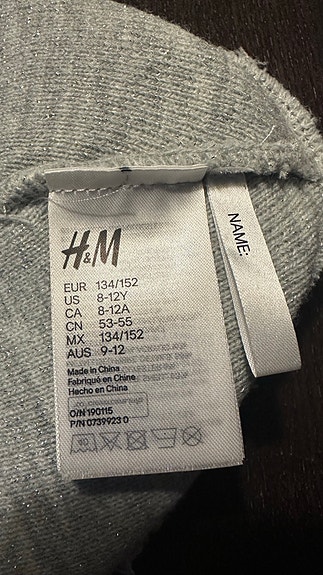 H&M
EUR 134/152
US 8-12Y
CA 8-12A
CN 53-55
MX 134/152
AUS 9-12
Made in China
Fabriqué en Chine
Hecho en China
O/N 190115
P/N 0739923 0
NAME: